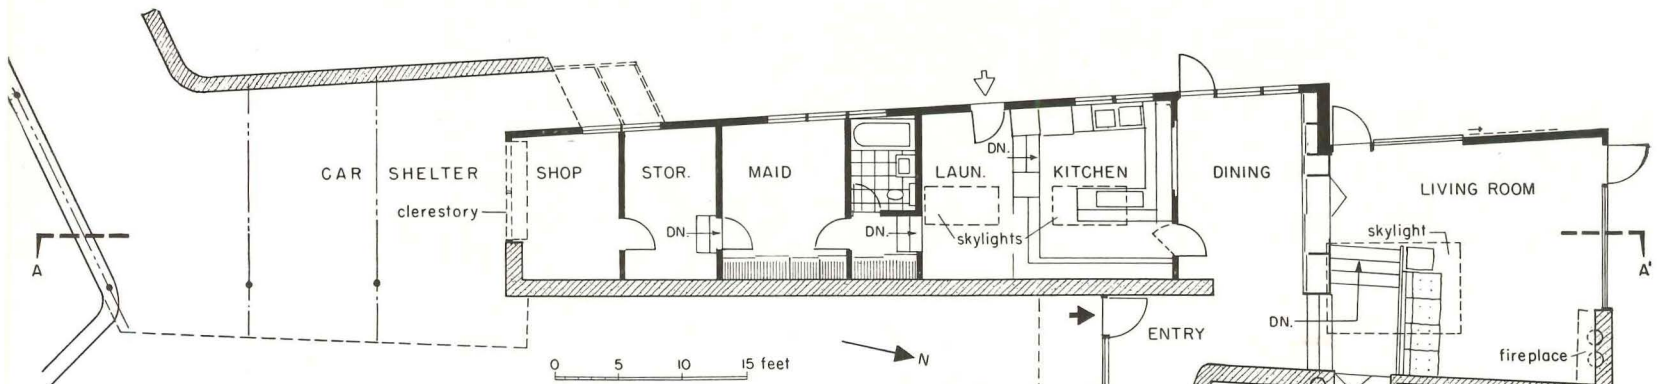 CAR SHELTER
clerestory
SHOP
STOR.
DN.
MAID
DN.
LAUN.
DN.
skylights
KITCHEN
DINING
LIVING ROOM
skylight
DN.
fireplace
ENTRY
A
A'
0 5 10 15 feet
N